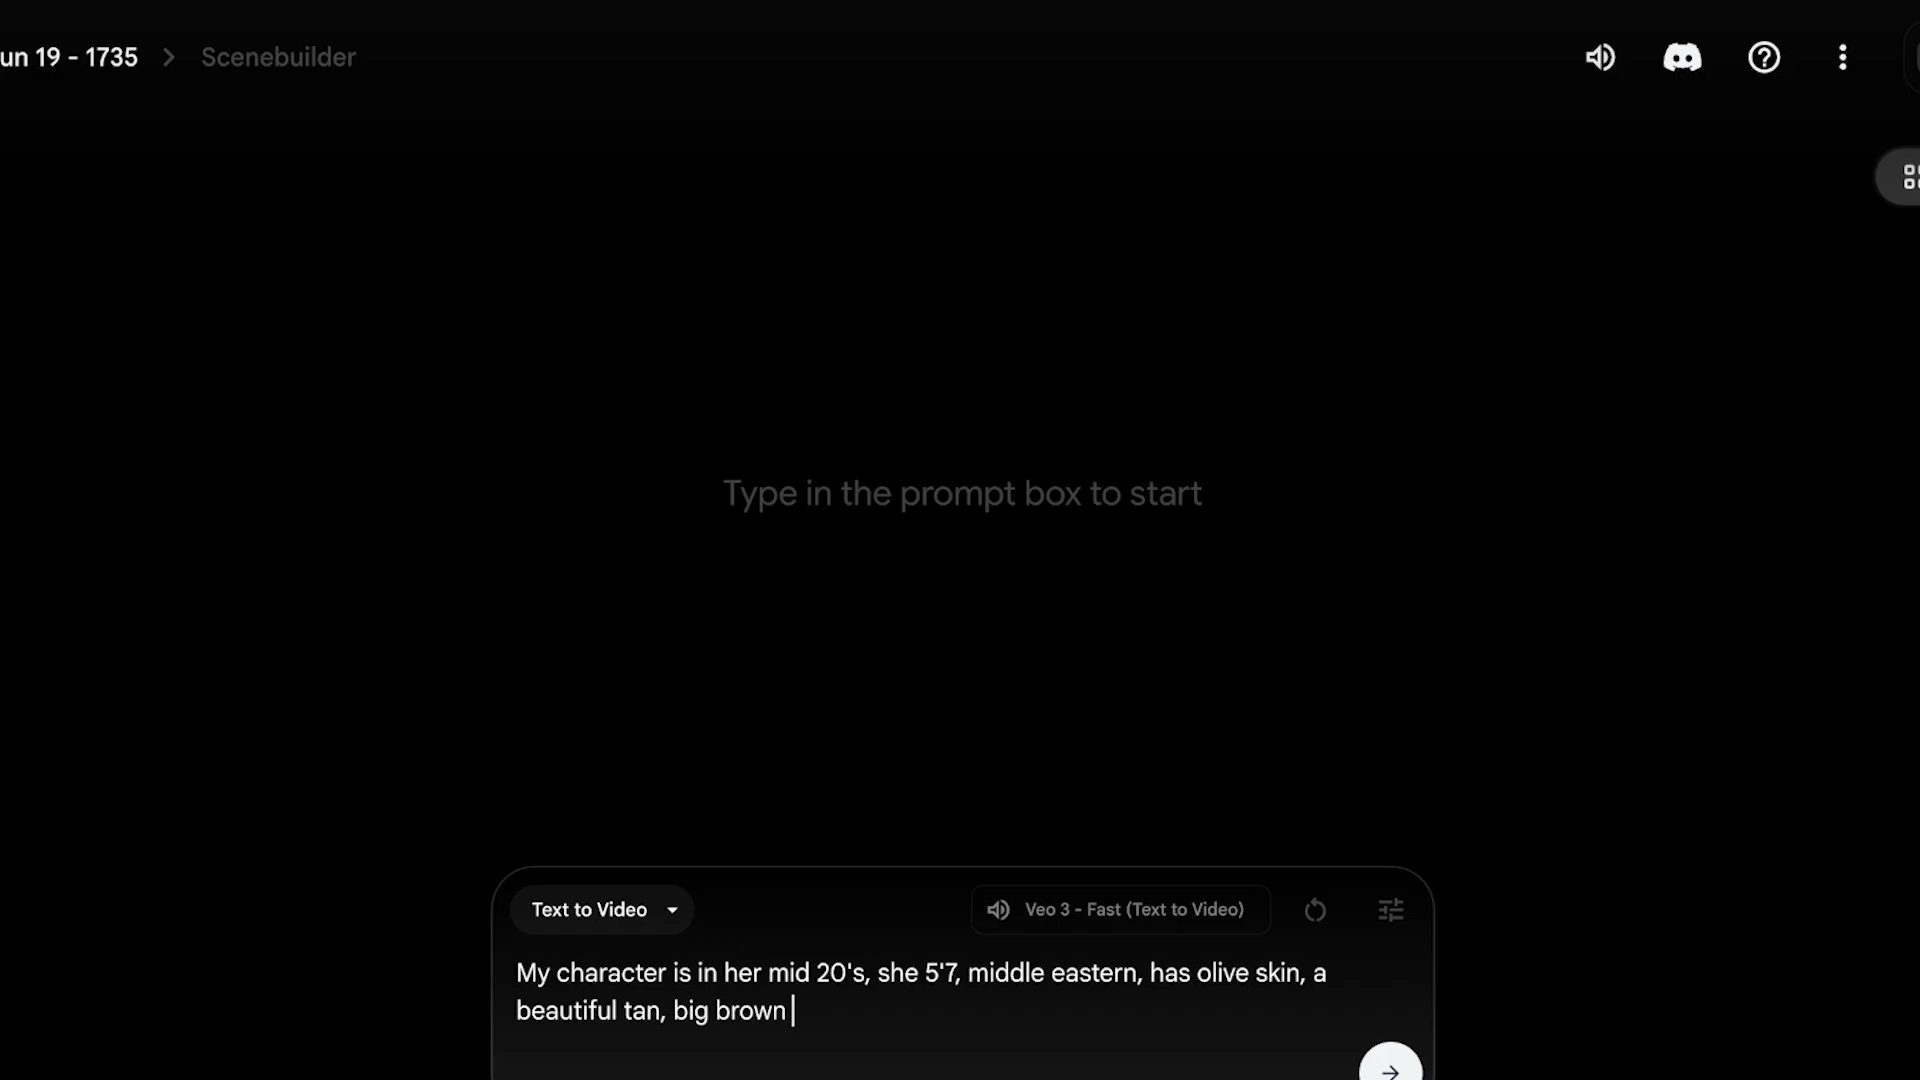 un 19 - 1735 > Scenebuilder
Type in the prompt box to start
Text to Video
Veo 3 - Fast (Text to Video)
My character is in her mid 20's, she 5'7, middle eastern, has olive skin, a
beautiful tan, big brown